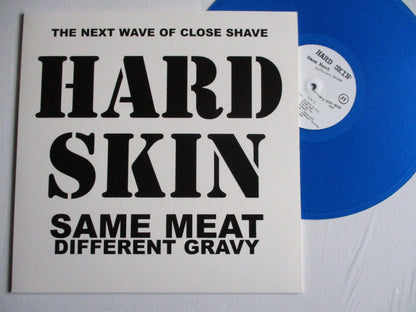 THE NEXT WAVE OF CLOSE SHAVE
HARD
SKIN
SAME MEAT
DIFFERENT GRAVY
HARD SKIN
Same Meat